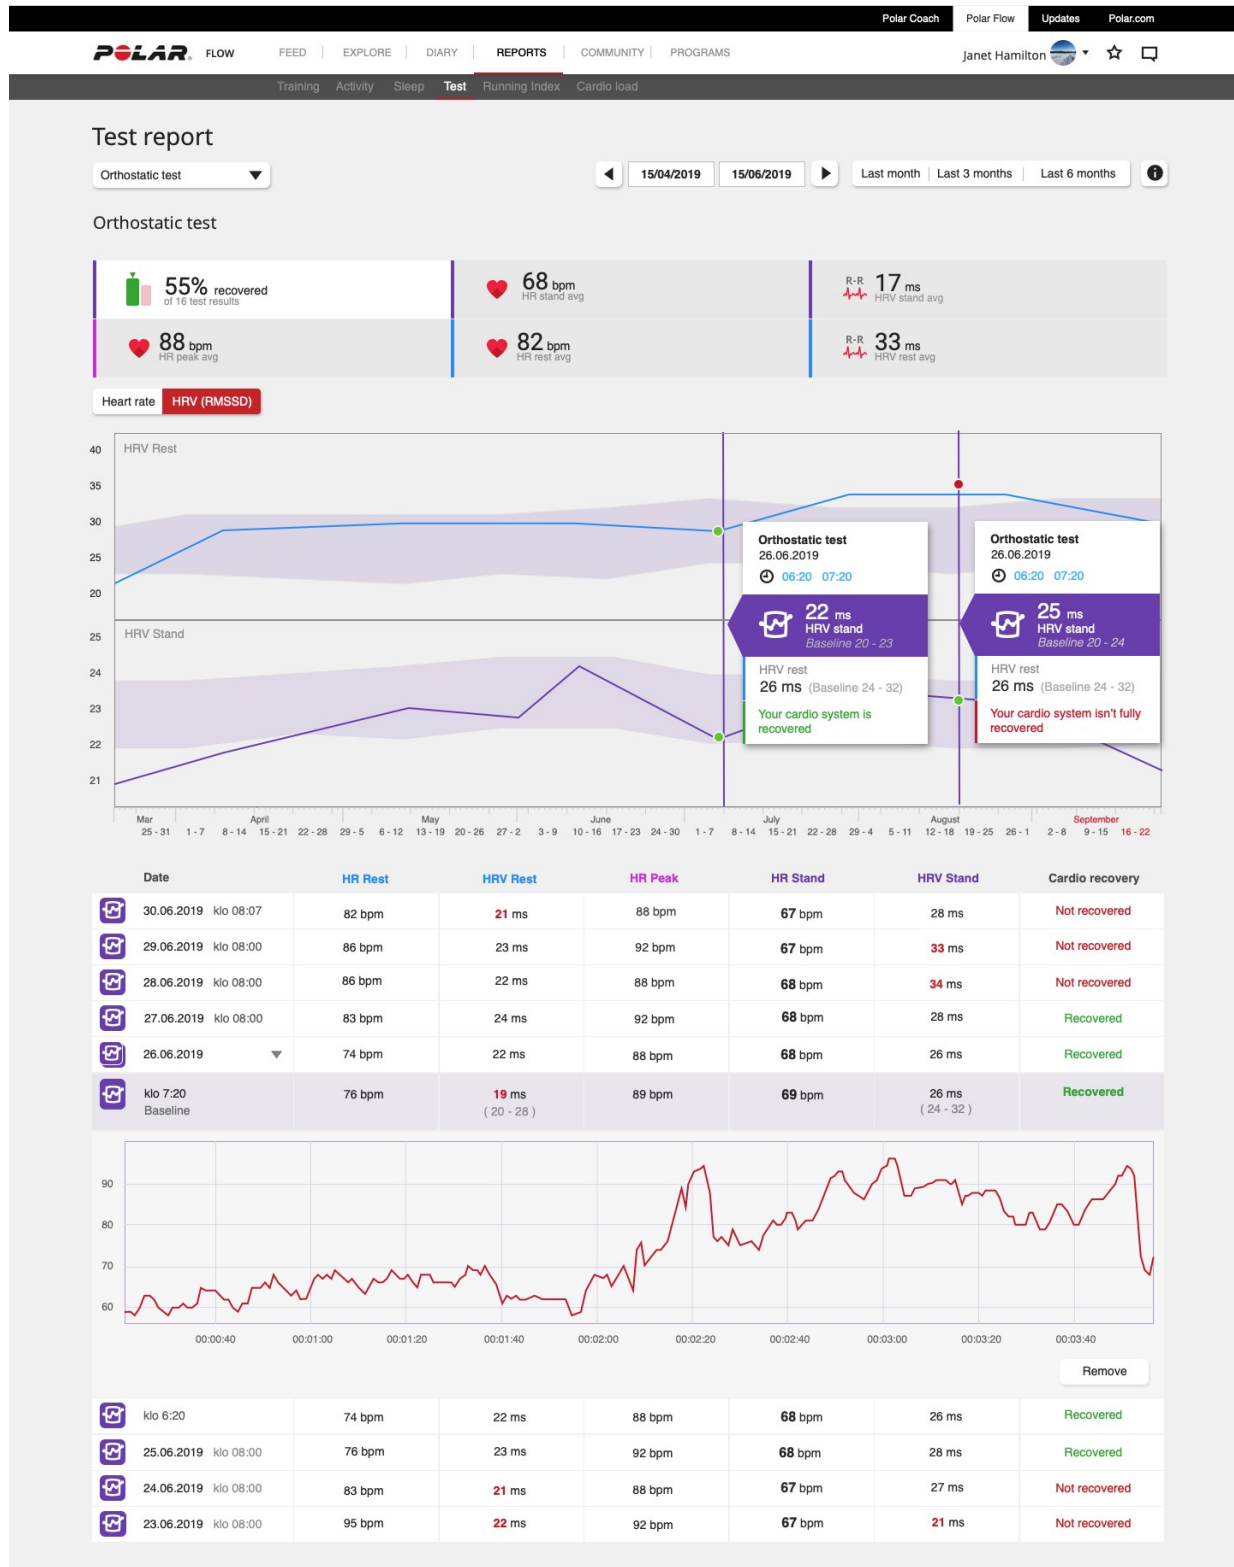 Polar Coach Polar Flow Updates Polar.com
POLAR FLOW FEED EXPLORE DIARY REPORTS COMMUNITY PROGRAMS Janet Hamilton
Training Activity Sleep Test Running Index Cardio load
Test report
Orthostatic test 15/04/2019 15/06/2019 Last month Last 3 months Last 6 months
Orthostatic test
55% recovered
of 16 test results
68 bpm
HR stand avg
R-R 17 ms
HRV stand avg
88 bpm
HR peak avg
82 bpm
HR rest avg
R-R 33 ms
HRV rest avg
Heart rate HRV (RMSSD)
HRV Rest
40
35
30
25
20
HRV Stand
25
24
23
22
21
Orthostatic test
26.06.2019
06:20 07:20
22 ms
HRV stand
Baseline 20 - 23
HRV rest
26 ms (Baseline 24 - 32)
Your cardio system is
recovered
Orthostatic test
26.06.2019
06:20 07:20
25 ms
HRV stand
Baseline 20 - 24
HRV rest
26 ms (Baseline 24 - 32)
Your cardio system isn't fully
recovered
Mar April May June July August September
25 - 31 1 - 7 8 - 14 15 - 21 22 - 28 29 - 5 6 - 12 13 - 19 20 - 26 27 - 2 3 - 9 10 - 16 17 - 23 24 - 30 1 - 7 8 - 14 15 - 21 22 - 28 29 - 4 5 - 11 12 - 18 19 - 25 26 - 1 2 - 8 9 - 15 16 - 22
Date HR Rest HRV Rest HR Peak HR Stand HRV Stand Cardio recovery
30.06.2019 klo 08:07 82 bpm 21 ms 88 bpm 67 bpm 28 ms Not recovered
29.06.2019 klo 08:00 86 bpm 23 ms 92 bpm 67 bpm 33 ms Not recovered
28.06.2019 klo 08:00 86 bpm 22 ms 88 bpm 68 bpm 34 ms Not recovered
27.06.2019 klo 08:00 83 bpm 24 ms 92 bpm 68 bpm 28 ms Recovered
26.06.2019 74 bpm 22 ms 88 bpm 68 bpm 26 ms Recovered
klo 7:20 76 bpm 19 ms 89 bpm 69 bpm 26 ms Recovered
Baseline ( 20 - 28 ) ( 24 - 32 )
90
80
70
60
00:00:40 00:01:00 00:01:20 00:01:40 00:02:00 00:02:20 00:02:40 00:03:00 00:03:20 00:03:40
Remove
klo 6:20 74 bpm 22 ms 88 bpm 68 bpm 26 ms Recovered
25.06.2019 klo 08:00 76 bpm 23 ms 92 bpm 68 bpm 28 ms Recovered
24.06.2019 klo 08:00 83 bpm 21 ms 88 bpm 67 bpm 27 ms Not recovered
23.06.2019 klo 08:00 95 bpm 22 ms 92 bpm 67 bpm 21 ms Not recovered